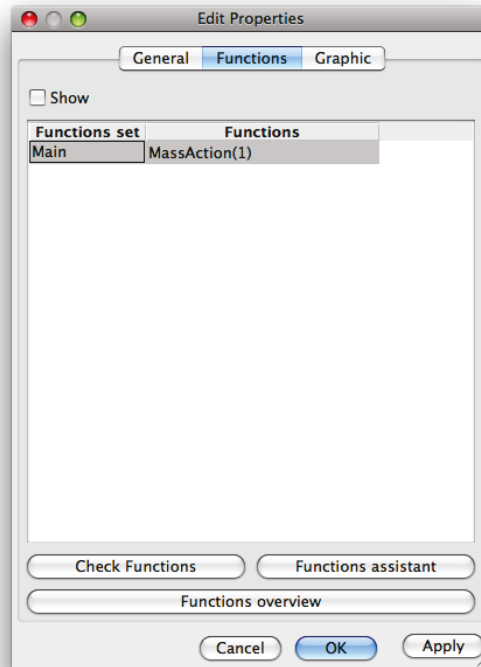 Edit Properties
General Functions Graphic
Show
Functions set Functions
Main MassAction(1)
Check Functions Functions assistant
Functions overview
Cancel OK Apply